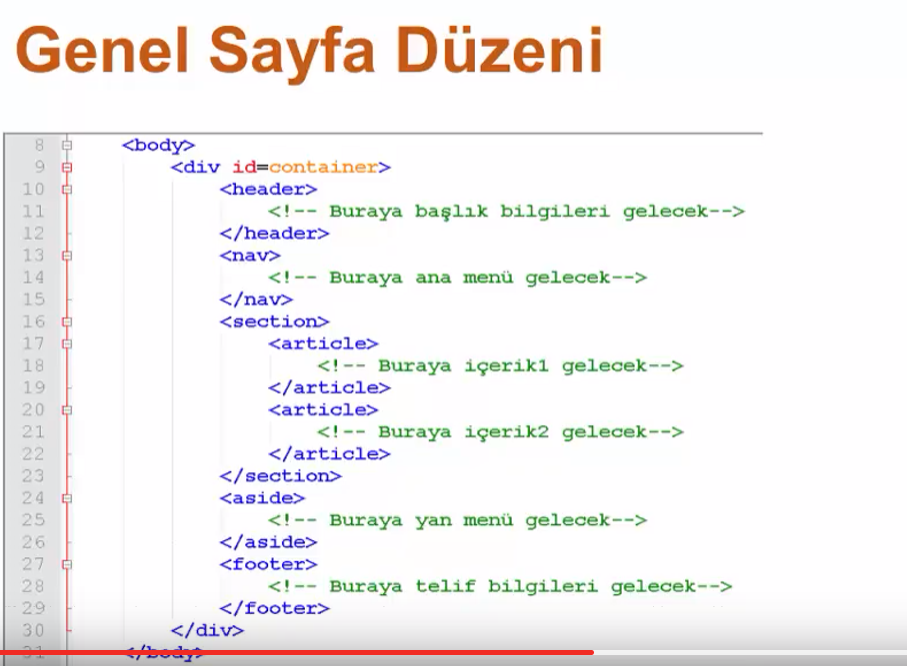 Genel Sayfa Düzeni
8 <body>
9 <div id=container>
10 <header>
11 <!-- Buraya başlık bilgileri gelecek-->
12 </header>
13 <nav>
14 <!-- Buraya ana menü gelecek-->
15 </nav>
16 <section>
17 <article>
18 <!-- Buraya içerik1 gelecek-->
19 </article>
20 <article>
21 <!-- Buraya içerik2 gelecek-->
22 </article>
23 </section>
24 <aside>
25 <!-- Buraya yan menü gelecek-->
26 </aside>
27 <footer>
28 <!-- Buraya telif bilgileri gelecek-->
29 </footer>
30 </div>
31 </body>